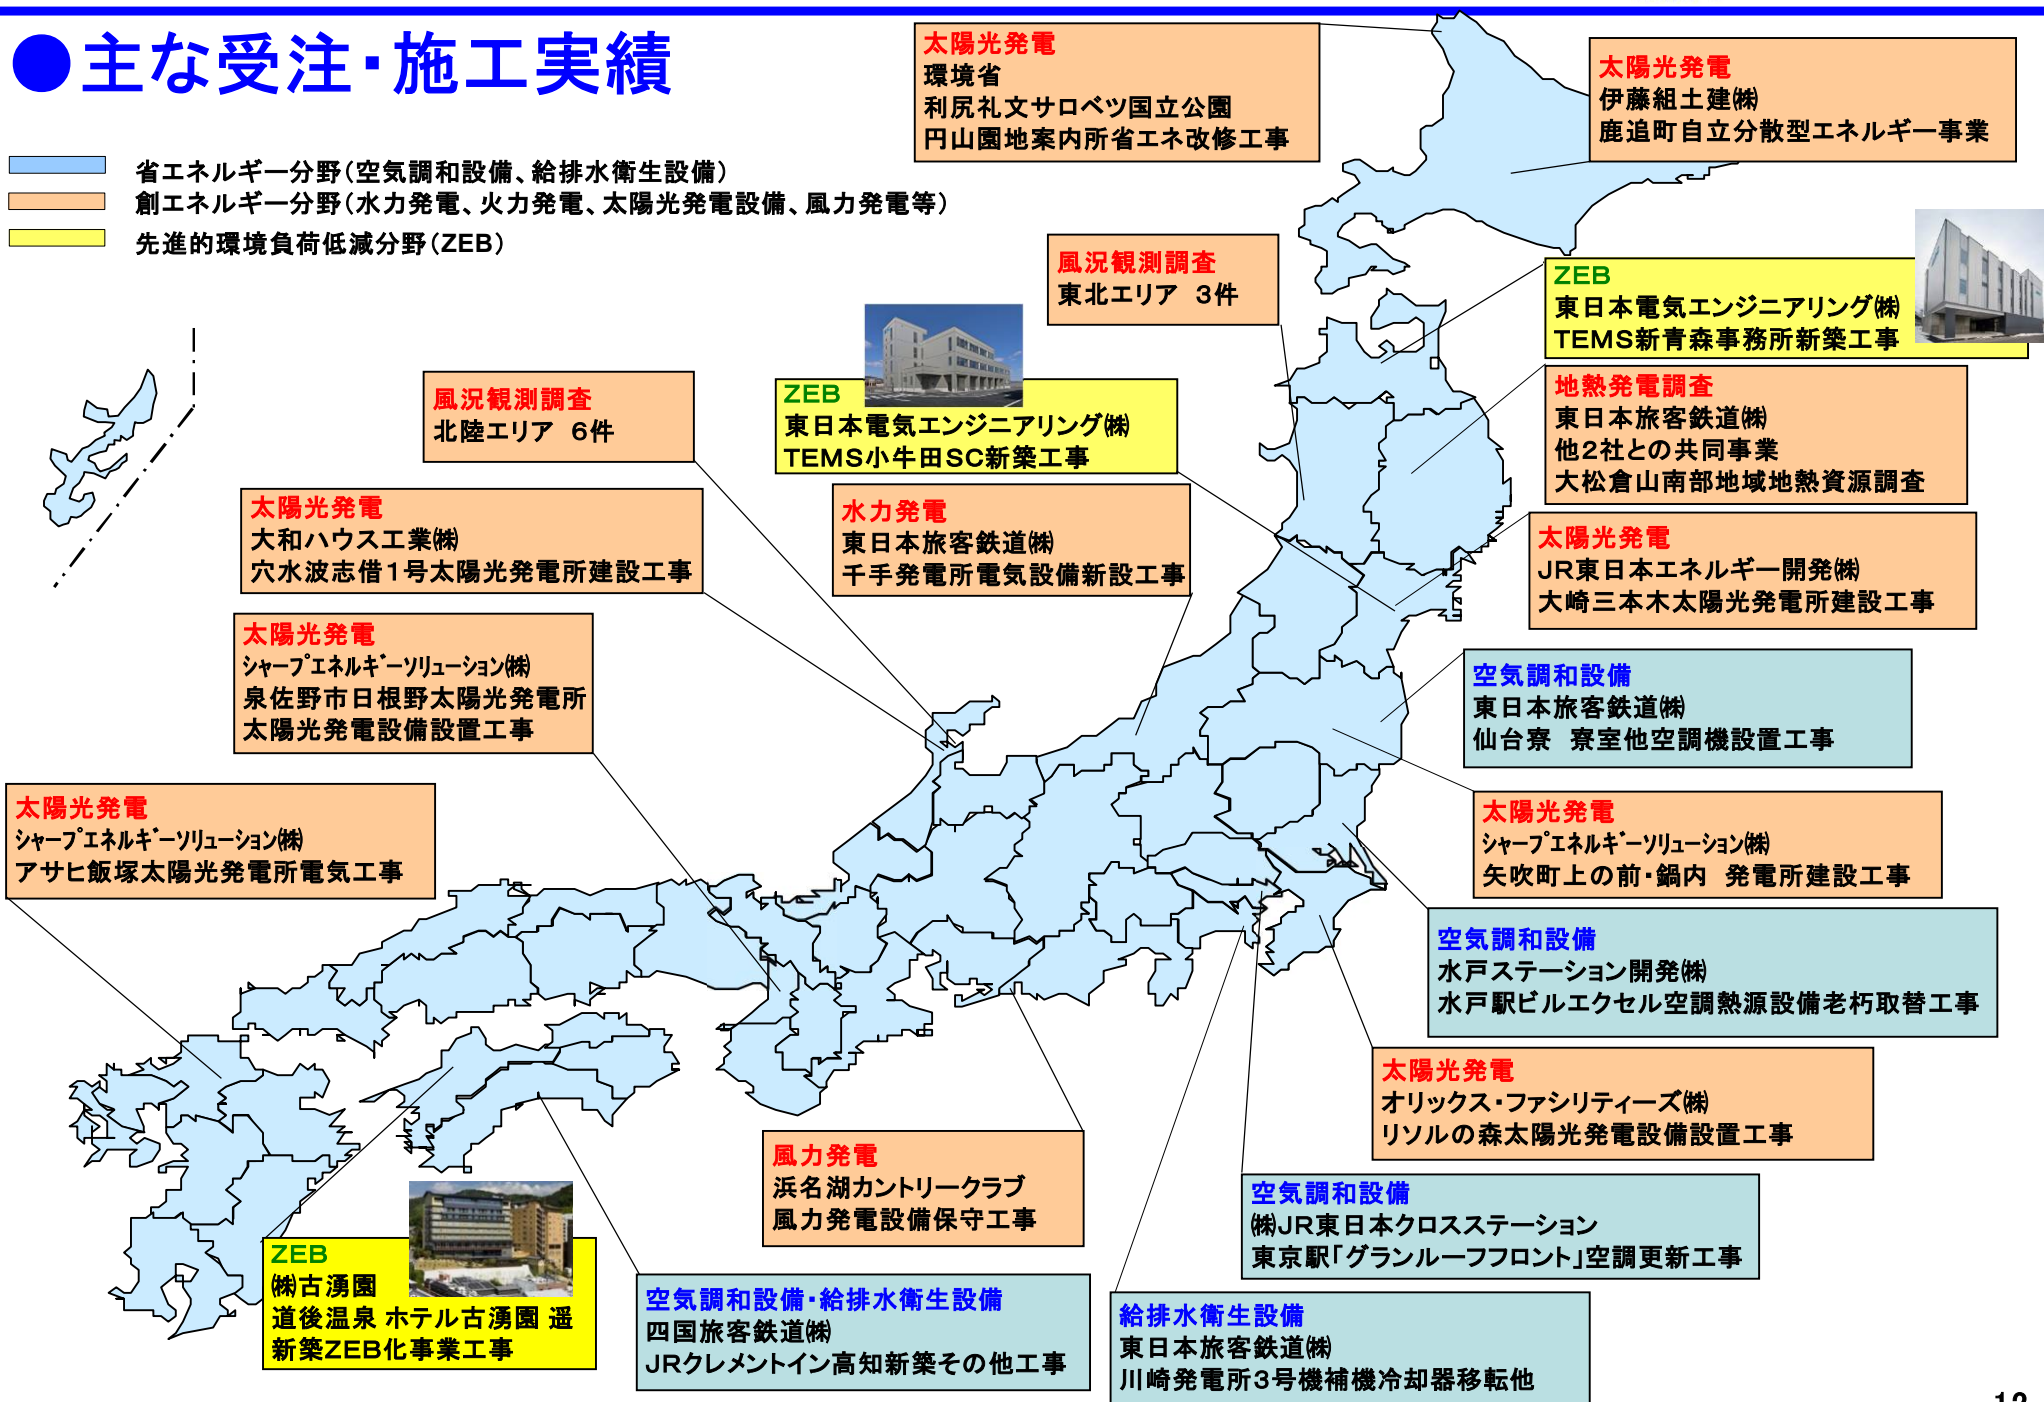 ●主な受注・施工実績
省エネルギー分野(空気調和設備、給排水衛生設備)
創エネルギー分野(水力発電、火力発電、太陽光発電設備、風力発電等)
先進的環境負荷低減分野(ZEB)
太陽光発電
環境省
利尻礼文サロベツ国立公園
円山園地案内所省エネ改修工事
太陽光発電
伊藤組土建㈱
鹿追町自立分散型エネルギー事業
風況観測調査
東北エリア 3件
ZEB
東日本電気エンジニアリング㈱
TEMS新青森事務所新築工事
風況観測調査
北陸エリア 6件
ZEB
東日本電気エンジニアリング㈱
TEMS小牛田SC新築工事
地熱発電調査
東日本旅客鉄道㈱
他2社との共同事業
大松倉山南部地域地熱資源調査
太陽光発電
大和ハウス工業㈱
穴水波志借1号太陽光発電所建設工事
水力発電
東日本旅客鉄道㈱
千手発電所電気設備新設工事
太陽光発電
JR東日本エネルギー開発㈱
大崎三本木太陽光発電所建設工事
太陽光発電
シャープエネルギーソリューション㈱
泉佐野市日根野太陽光発電所
太陽光発電設備設置工事
空気調和設備
東日本旅客鉄道㈱
仙台寮 寮室他空調機設置工事
太陽光発電
シャープエネルギーソリューション㈱
アサヒ飯塚太陽光発電所電気工事
太陽光発電
シャープエネルギーソリューション㈱
矢吹町上の前・鍋内 発電所建設工事
空気調和設備
水戸ステーション開発㈱
水戸駅ビルエクセル空調熱源設備老朽取替工事
太陽光発電
オリックス・ファシリティーズ㈱
リソルの森太陽光発電設備設置工事
風力発電
浜名湖カントリークラブ
風力発電設備保守工事
空気調和設備
㈱JR東日本クロスステーション
東京駅「グランルーフフロント」空調更新工事
ZEB
㈱古湧園
道後温泉 ホテル古湧園 遥
新築ZEB化事業工事
空気調和設備・給排水衛生設備
四国旅客鉄道㈱
JRクレメントイン高知新築その他工事
給排水衛生設備
東日本旅客鉄道㈱
川崎発電所3号機補機冷却器移転他